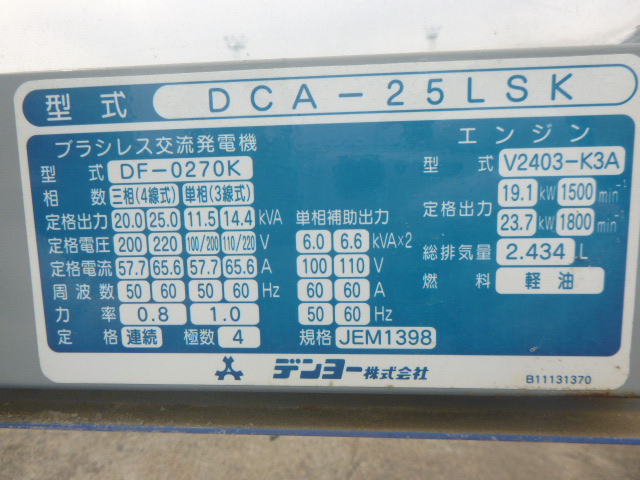 型式 DCA-25LSK
ブラシレス交流発電機
型式 DF-0270K
相数 三相(4線式) 単相(3線式)
定格出力 20.0 25.0 11.5 14.4 kVA
定格電圧 200 220 100/200 110/220 V
定格電流 57.7 65.6 57.7 65.6 A
周波数 50 60 50 60 Hz
力率 0.8 1.0
定格 連続 極数 4
単相補助出力
6.0 6.6 kVA×2
100 110 V
60 60 A
50 60 Hz
規格 JEM1398
エンジン
型式 V2403-K3A
定格出力 19.1 kW 1500 min⁻¹
23.7 kW 1800 min⁻¹
総排気量 2.434 L
燃料 軽油
デンヨー株式会社
B11131370